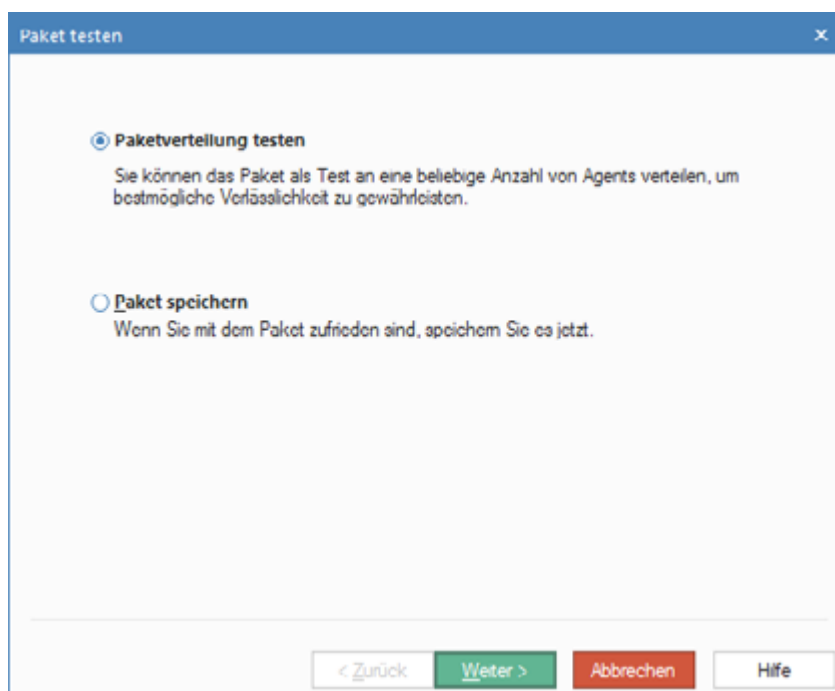 Paket testen
Paketverteilung testen
Sie können das Paket als Test an eine beliebige Anzahl von Agents verteilen, um
bestmögliche Verlässlichkeit zu gewährleisten.
Paket speichern
Wenn Sie mit dem Paket zufrieden sind, speichern Sie es jetzt.
< Zurück Weiter > Abbrechen Hilfe